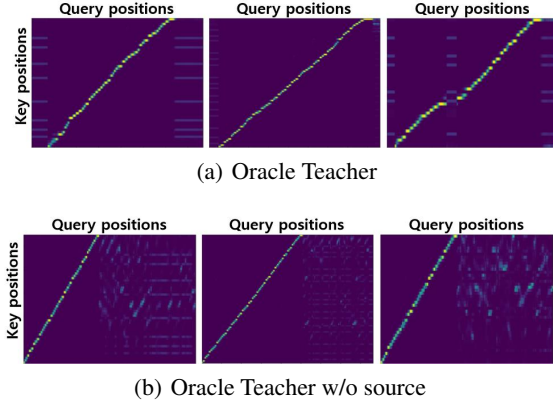 Query positions Query positions Query positions
Key positions
(a) Oracle Teacher
Query positions Query positions Query positions
Key positions
(b) Oracle Teacher w/o source